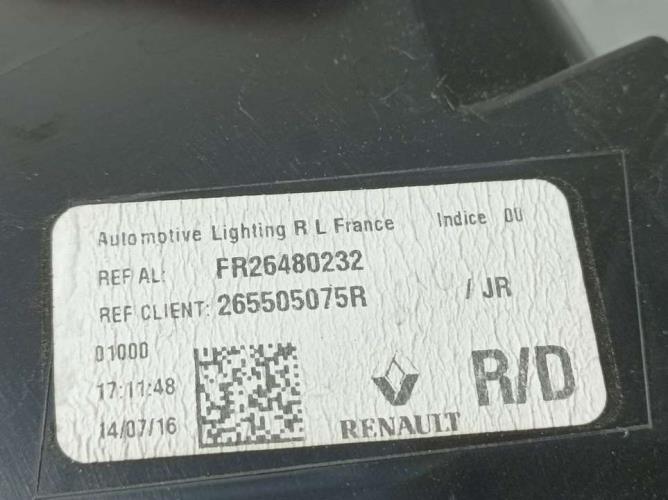 Automotive Lighting R L France Indice 00
REF AL: FR26480232
REF CLIENT: 265505075R / JR
01000
17:11:48
14/07/16
RENAULT
R/D